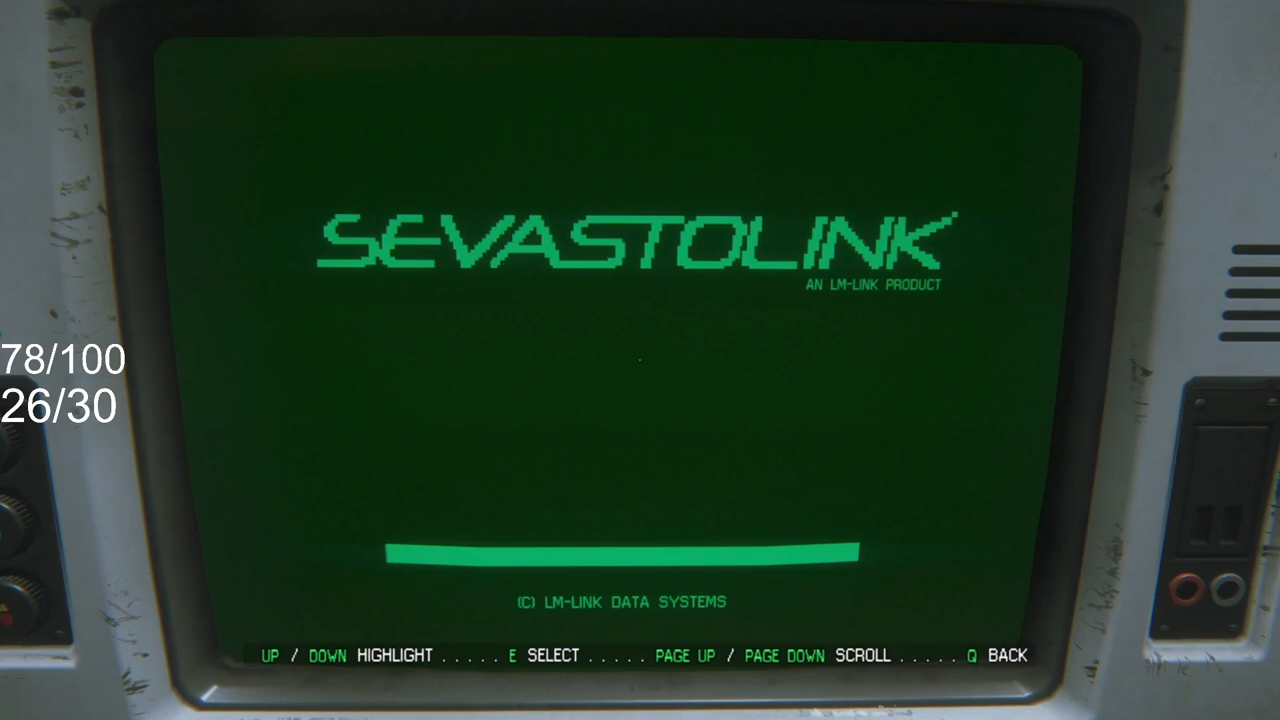 SEVASTOLINK
AN LM-LINK PRODUCT
78/100
26/30
(C) LM-LINK DATA SYSTEMS
UP / DOWN HIGHLIGHT ..... E SELECT ..... PAGE UP / PAGE DOWN SCROLL ..... Q BACK